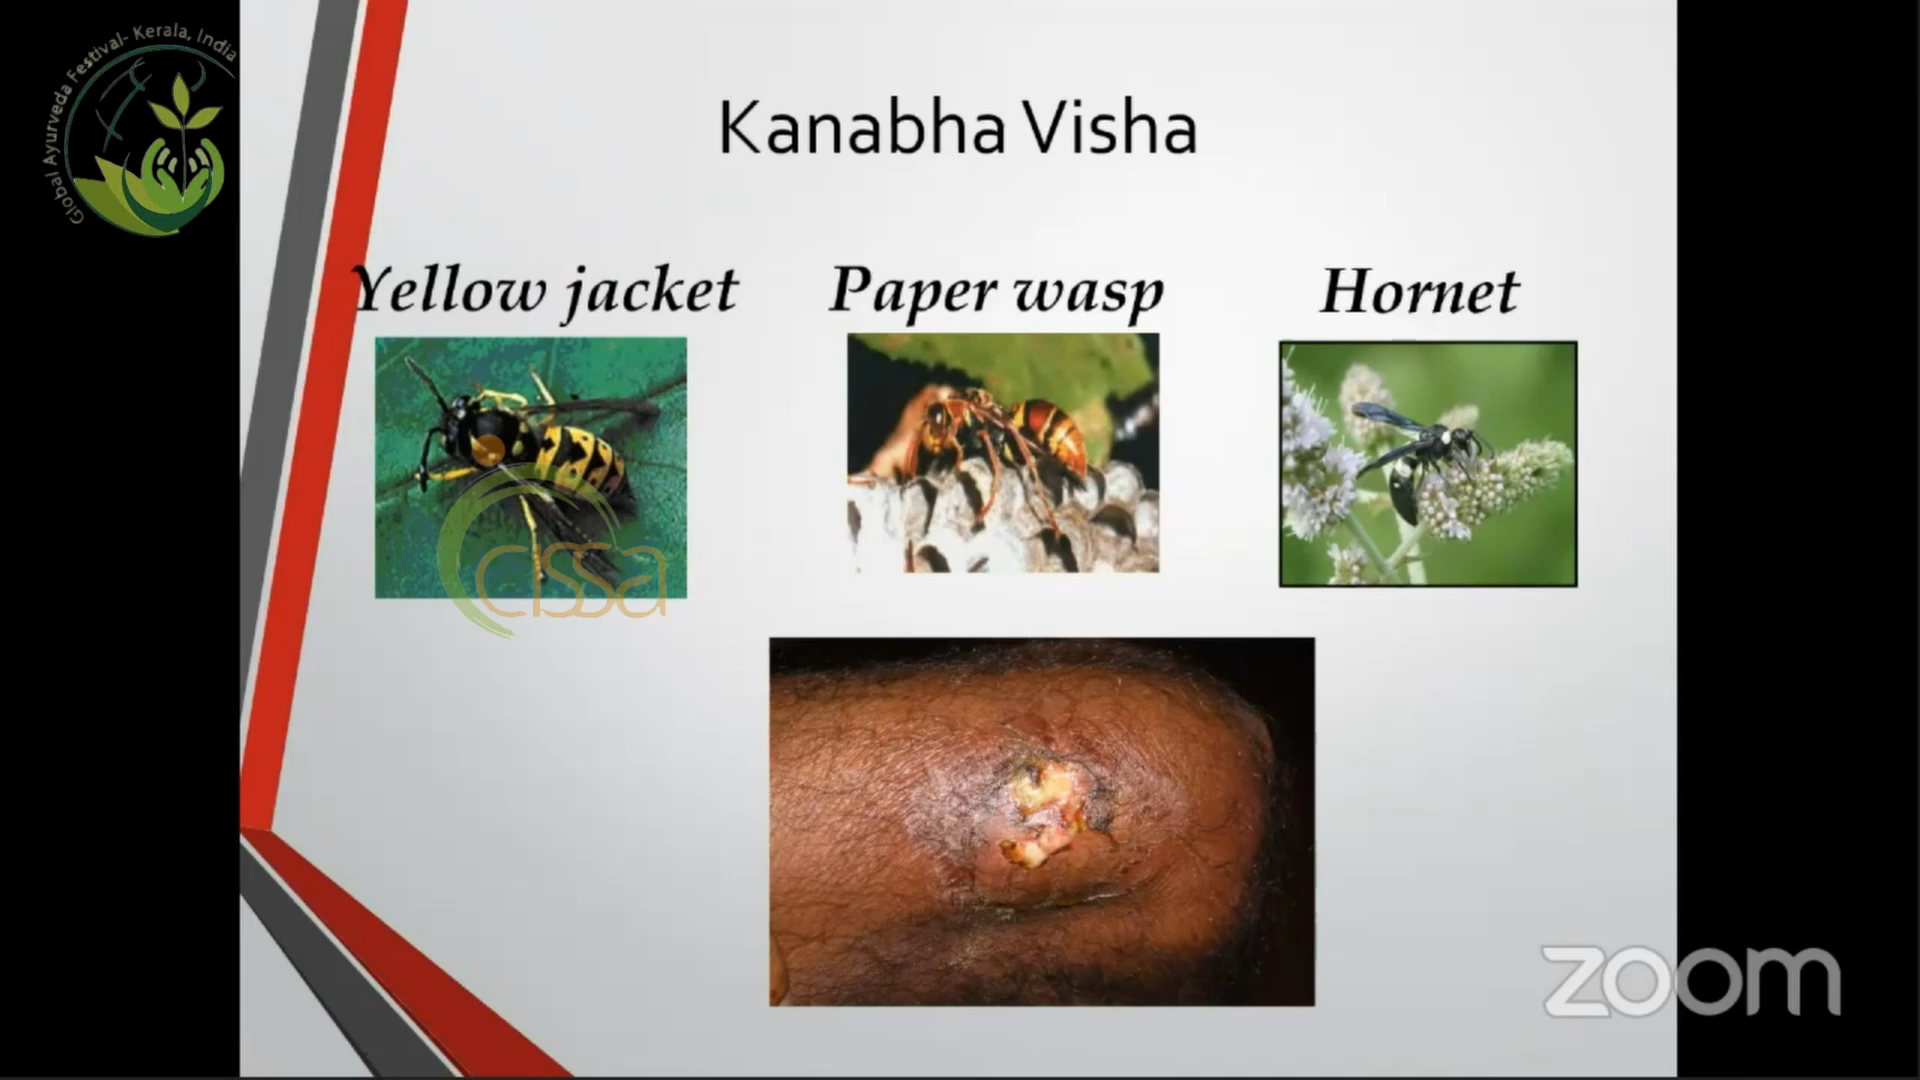 Global Ayurveda Festival- Kerala, India
Kanabha Visha
Yellow jacket
Paper wasp
Hornet
cissa
zoom